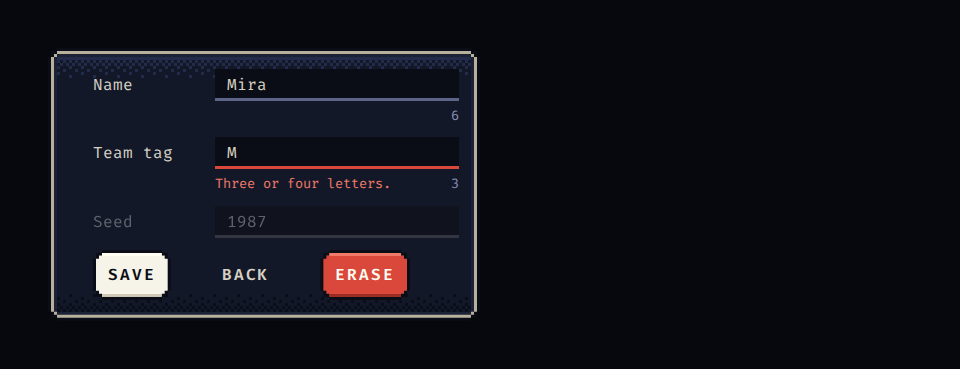 Name Mira
6
Team tag M
Three or four letters. 3
Seed 1987
SAVE BACK ERASE